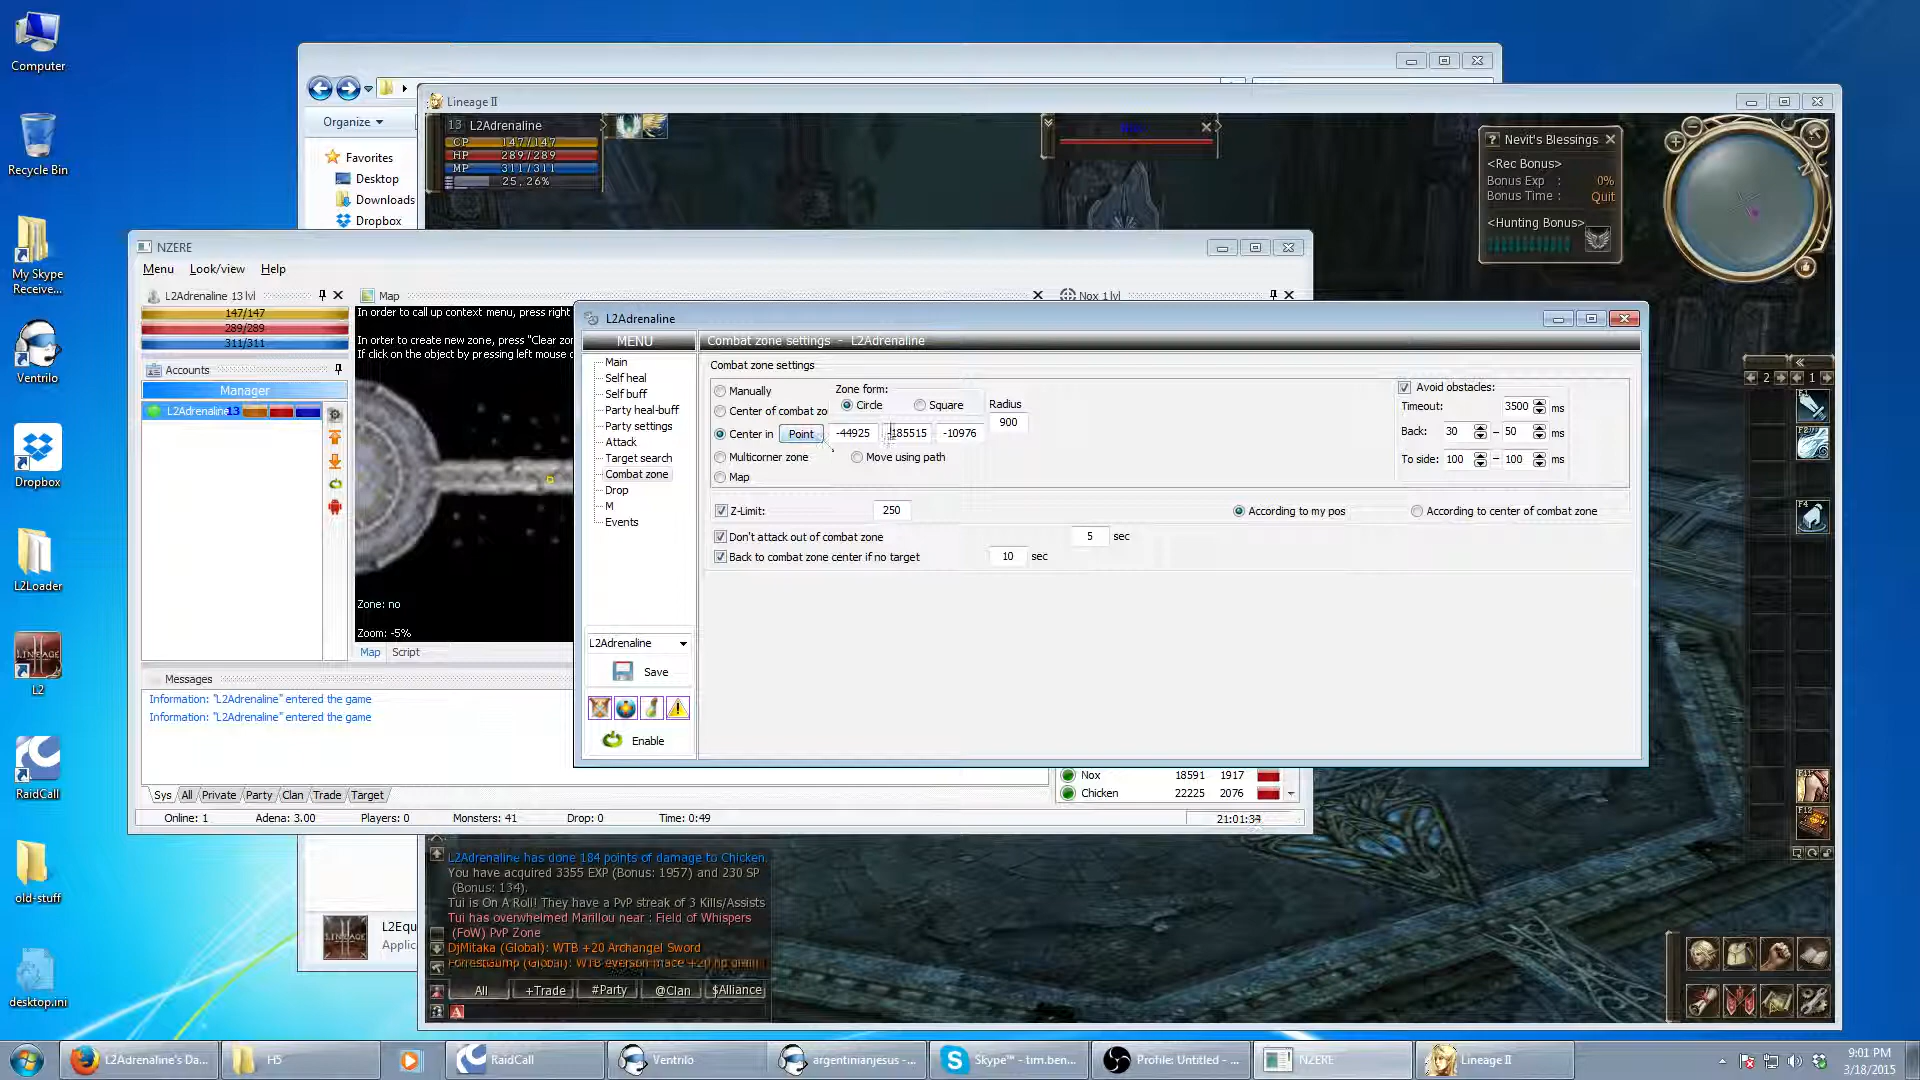 Computer
Recycle Bin
My Skype
Receive...
Ventrilo
Dropbox
L2Loader
L2
RaidCall
old-stuff
desktop.ini
Organize
Favorites
Desktop
Downloads
Dropbox
Lineage II
13 L2Adrenaline
CP 147/147
HP 289/289
MP 311/311
25.26%
Nevit's Blessings
<Rec Bonus>
Bonus Exp : 0%
Bonus Time : Quit
<Hunting Bonus>
2
1
NZERE
Menu Look/view Help
L2Adrenaline 13 lvl
147/147
289/289
311/311
Accounts
Manager
L2Adrenaline 13
Map
In order to call up context menu, press right
In orter to create new zone, press "Clear zon
If click on the object by pressing left mouse c
Zone: no
Zoom: -5%
Map Script
Nox 1 lvl
Messages
Information: "L2Adrenaline" entered the game
Information: "L2Adrenaline" entered the game
Sys All Private Party Clan Trade Target
Nox 18591 1917
Chicken 22225 2076
Online: 1 Adena: 3.00 Players: 0 Monsters: 41 Drop: 0 Time: 0:49 21:01:34
L2Adrenaline
MENU
Main
Self heal
Self buff
Party heal-buff
Party settings
Attack
Target search
Combat zone
Drop
M
Events
L2Adrenaline
Save
Enable
Combat zone settings - L2Adrenaline
Combat zone settings
Manually
Center of combat zo
Center in Point -44925 -185515 -10976
Multicorner zone
Move using path
Map
Zone form:
Circle Square
Radius
900
Avoid obstacles:
Timeout: 3500 ms
Back: 30 - 50 ms
To side: 100 - 100 ms
Z-Limit: 250
According to my pos
According to center of combat zone
Don't attack out of combat zone 5 sec
Back to combat zone center if no target 10 sec
L2Equ
Applic
L2Adrenaline has done 184 points of damage to Chicken.
You have acquired 3355 EXP (Bonus: 1957) and 230 SP
(Bonus: 134).
Tui is On A Roll! They have a PvP streak of 3 Kills/Assists
Tui has overwhelmed Marillou near : Field of Whispers
(FoW) PvP Zone
DjMitaka (Global): WTB +20 Archangel Sword
ForrestGump (Global): WTB everson mace +20
All +Trade #Party @Clan $Alliance
F1
F2
F4
F11
F12
L2Adrenaline's Da...
H5
RaidCall
Ventrilo
argentinianjesus -...
Skype™ - tim.ben...
Profile: Untitled - ...
NZERE
Lineage II
9:01 PM
3/18/2015